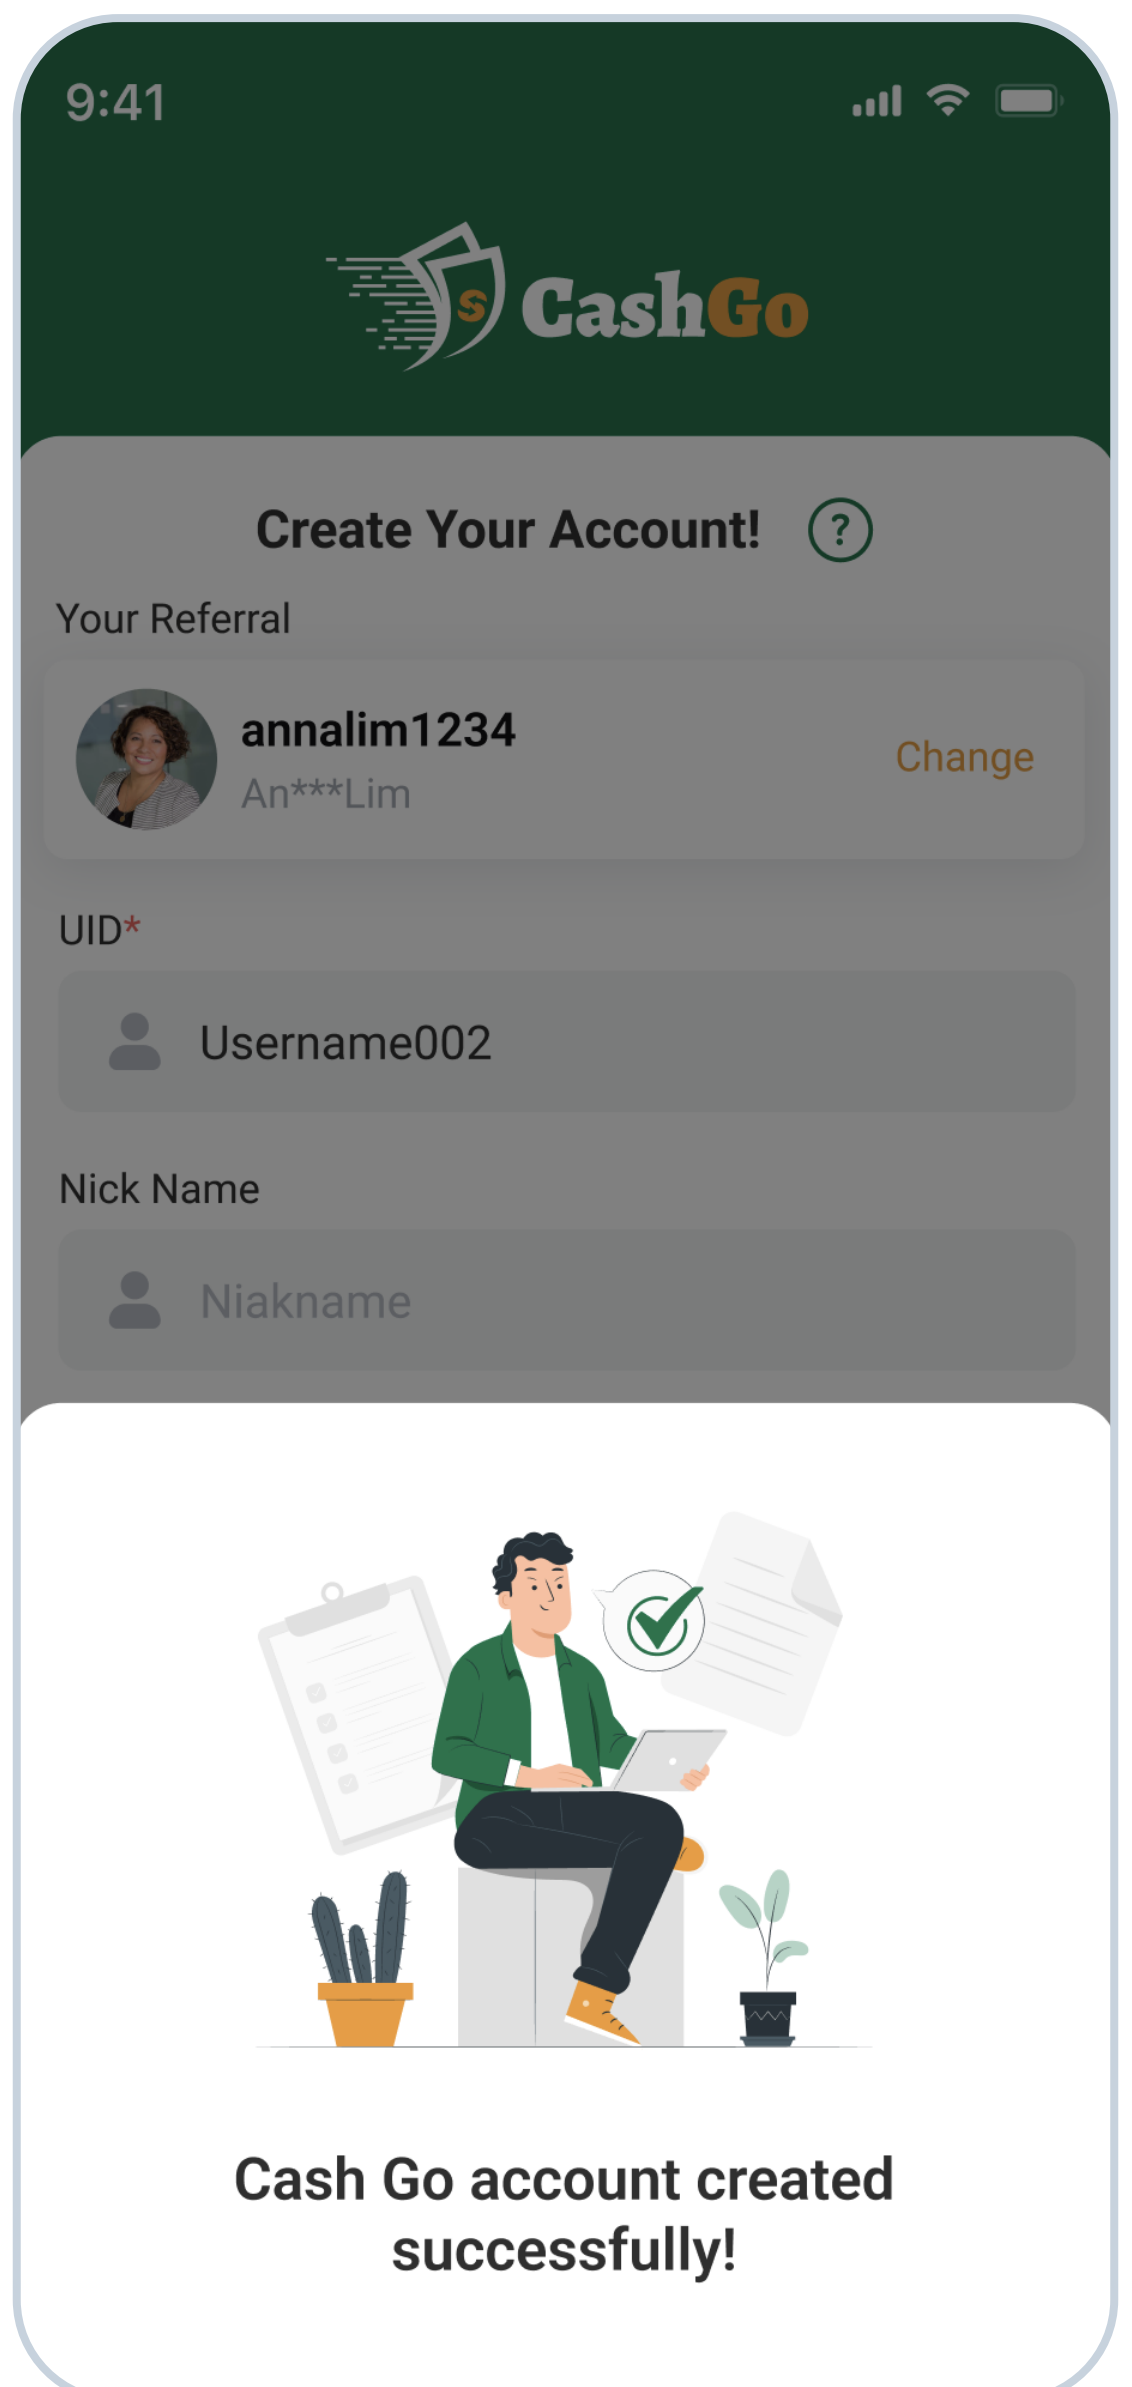 9:41
$ CashGo
Create Your Account! ?
Your Referral
annalim1234
An***Lim
Change
UID*
Username002
Nick Name
Niakname
Cash Go account created
successfully!